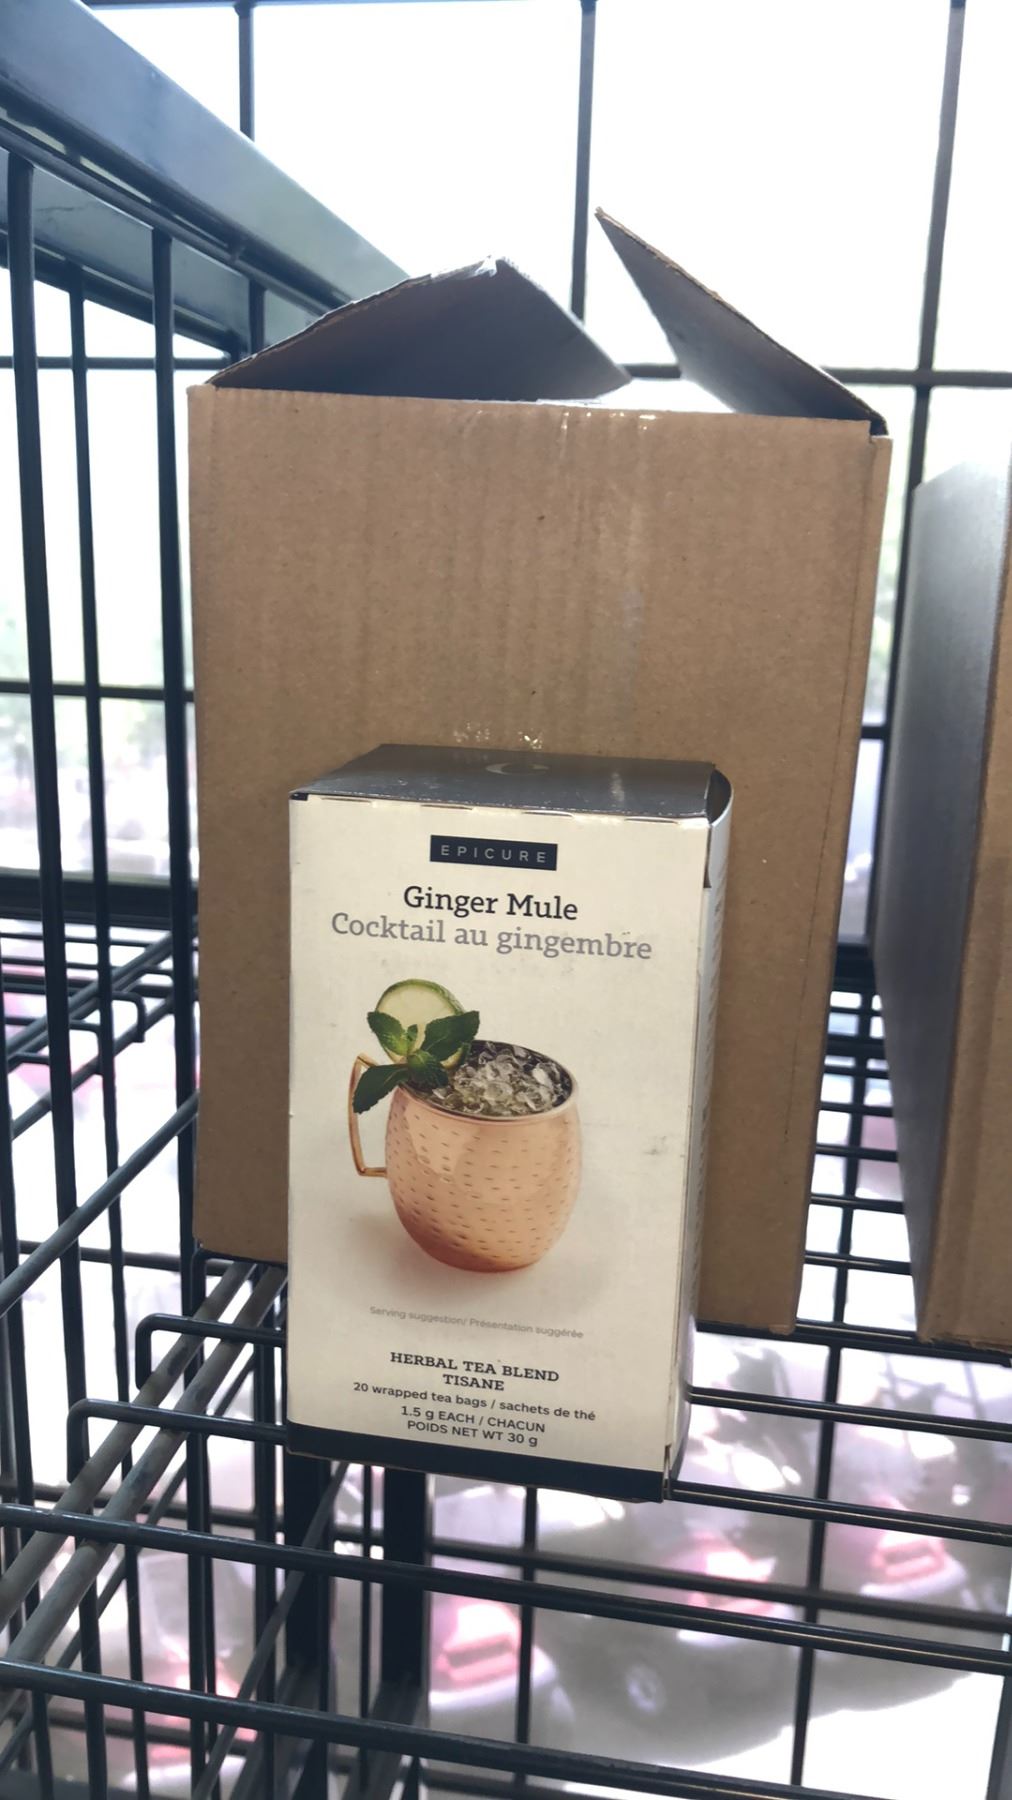 EPICURE
Ginger Mule
Cocktail au gingembre
Serving suggestion/ Présentation suggérée
HERBAL TEA BLEND
TISANE
20 wrapped tea bags / sachets de thé
1.5 g EACH / CHACUN
POIDS NET WT 30 g